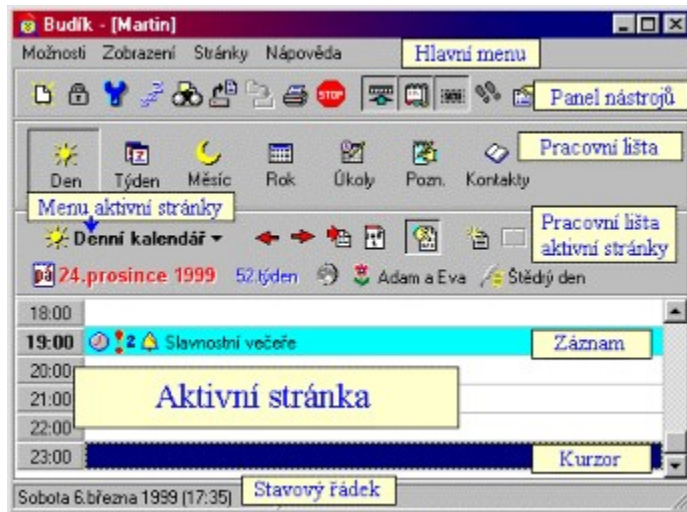 Budík - [Martin]
Možnosti Zobrazení Stránky Nápověda
Hlavní menu
STOP
Panel nástrojů
Den Týden Měsíc Rok Úkoly Pozn. Kontakty
Pracovní lišta
Menu aktivní stránky
Denní kalendář
Pracovní lišta
aktivní stránky
pá 24.prosince 1999 52.týden Adam a Eva Štědrý den
18:00
19:00 2 Slavnostní večeře
Záznam
20:00
21:00
Aktivní stránka
22:00
23:00
Kurzor
Sobota 6.března 1999 (17:35)
Stavový řádek